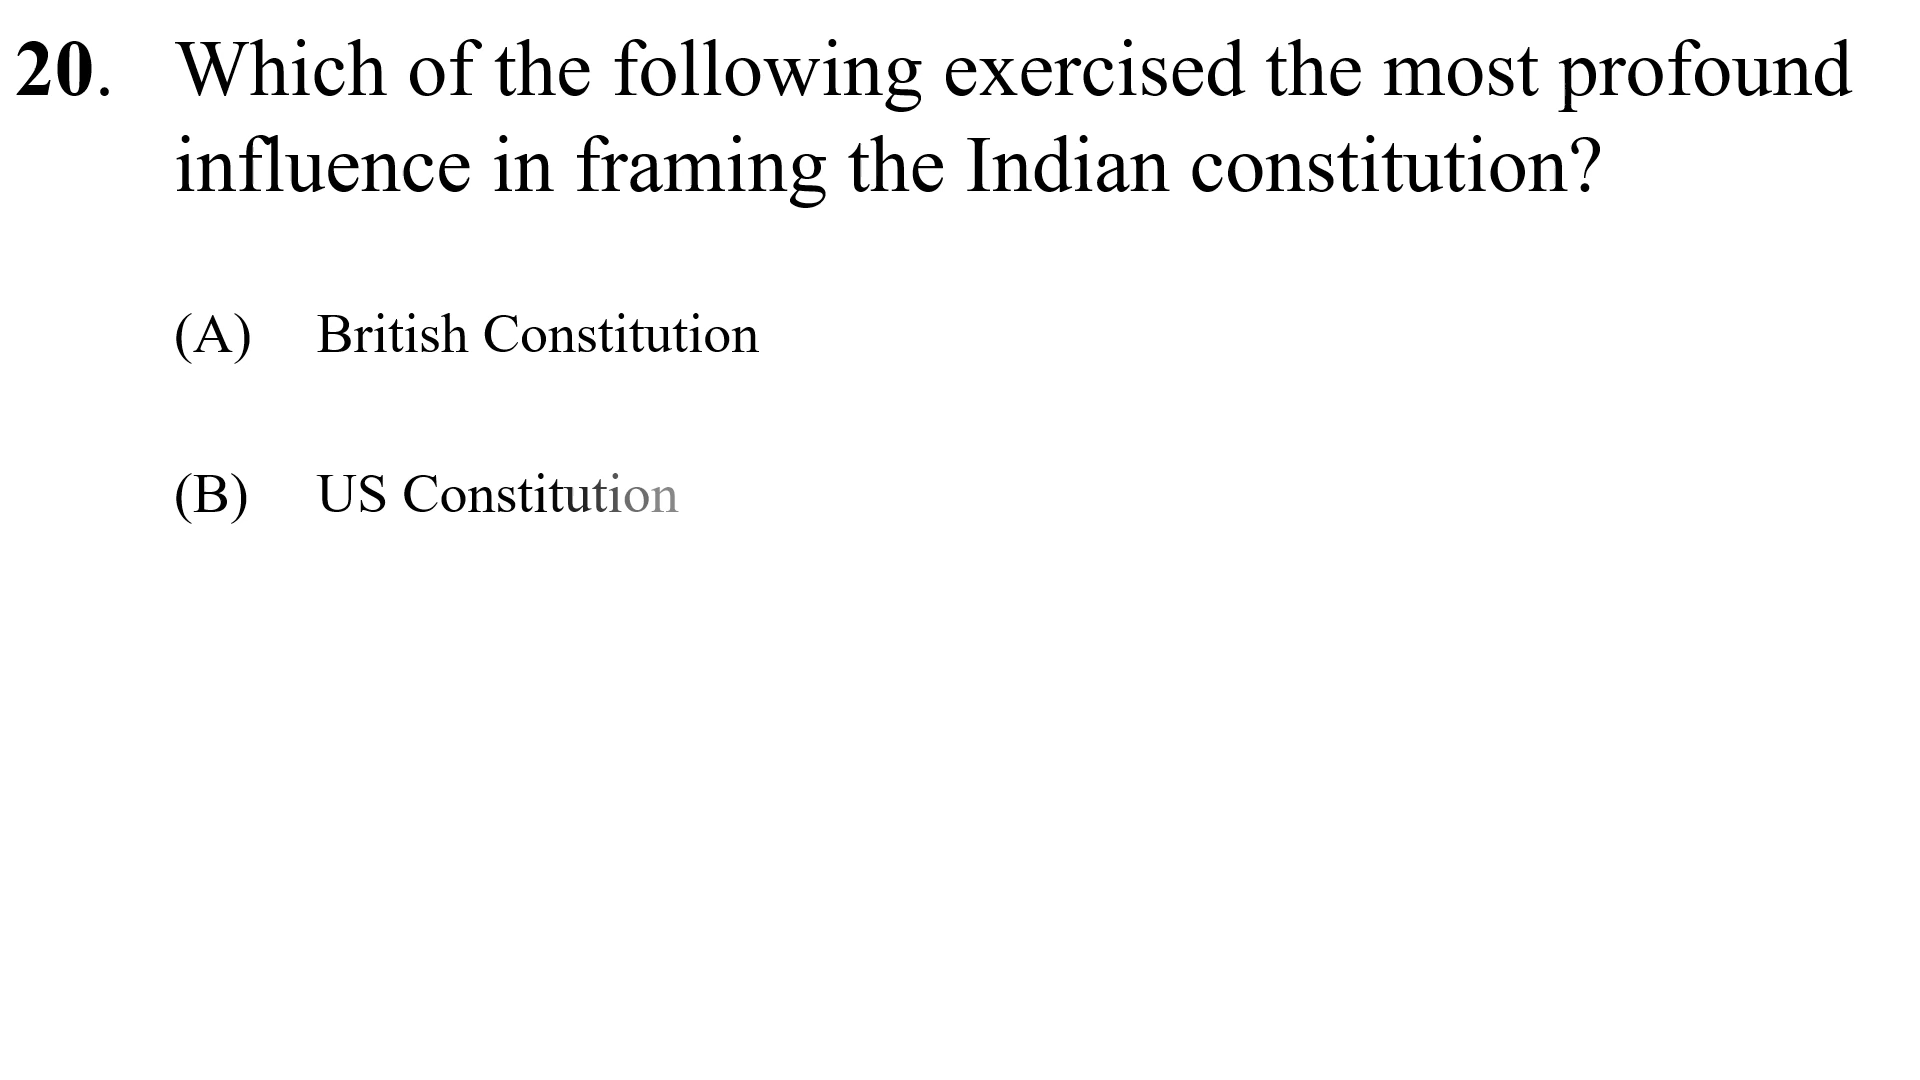 20. Which of the following exercised the most profound
influence in framing the Indian constitution?
(A) British Constitution
(B) US Constitution